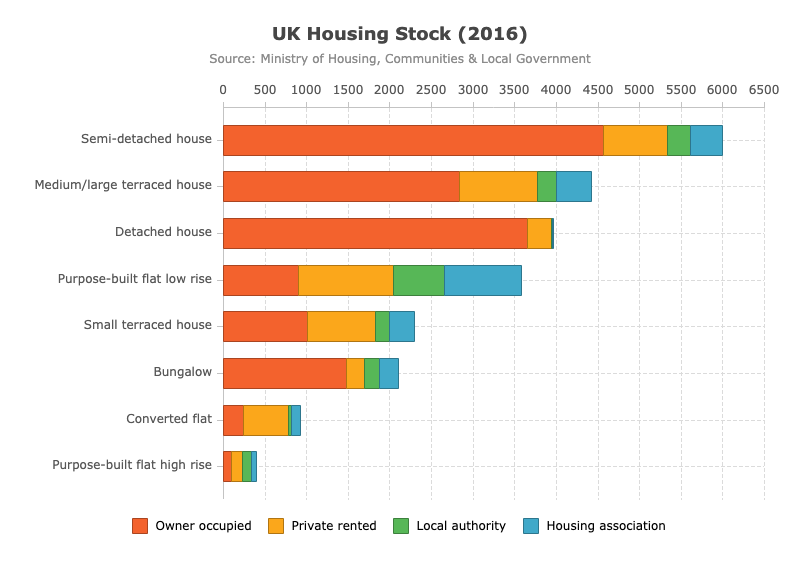 UK Housing Stock (2016)
Source: Ministry of Housing, Communities & Local Government
0 500 1000 1500 2000 2500 3000 3500 4000 4500 5000 5500 6000 6500
Semi-detached house
Medium/large terraced house
Detached house
Purpose-built flat low rise
Small terraced house
Bungalow
Converted flat
Purpose-built flat high rise
Owner occupied Private rented Local authority Housing association